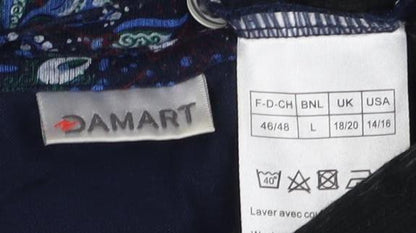 DAMART
F-D-CH BNL UK USA
46/48 L 18/20 14/16
40°
Laver avec